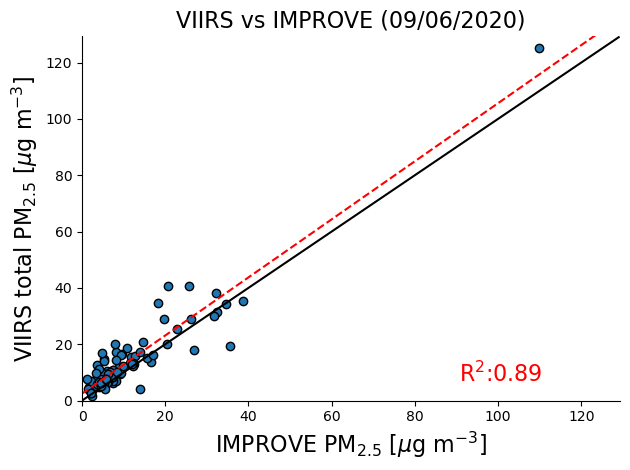 VIIRS vs IMPROVE (09/06/2020)
VIIRS total PM₂.₅ [μg m⁻³]
120
100
80
60
40
20
0
R²:0.89
0 20 40 60 80 100 120
IMPROVE PM₂.₅ [μg m⁻³]